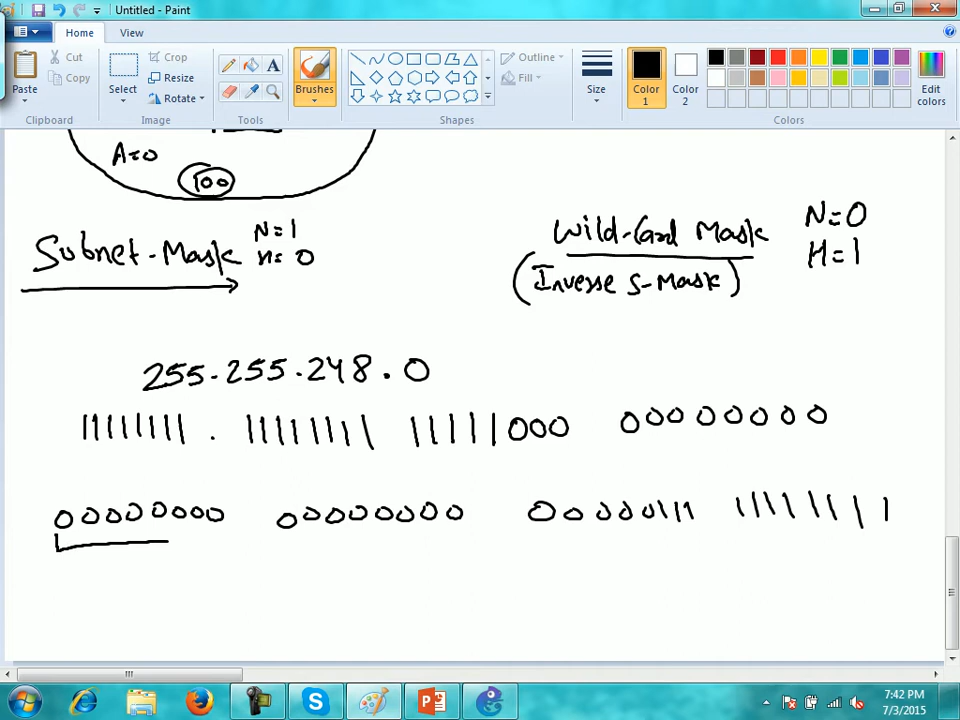 Untitled - Paint
Home View
Paste
Cut
Copy
Clipboard
Select
Crop
Resize
Rotate
Image
A
Tools
Brushes
Outline
Fill
Shapes
Size
Color 1
Color 2
Edit colors
Colors
A=0
100
Subnet-Mask N=1
H=0
Wild-Card Mask N=0
(Inverse S-Mask) H=1
255.255.248.0
11111111 . 11111111 11111000 00000000
00000000 00000000 00000111 11111111
7:42 PM
7/3/2015